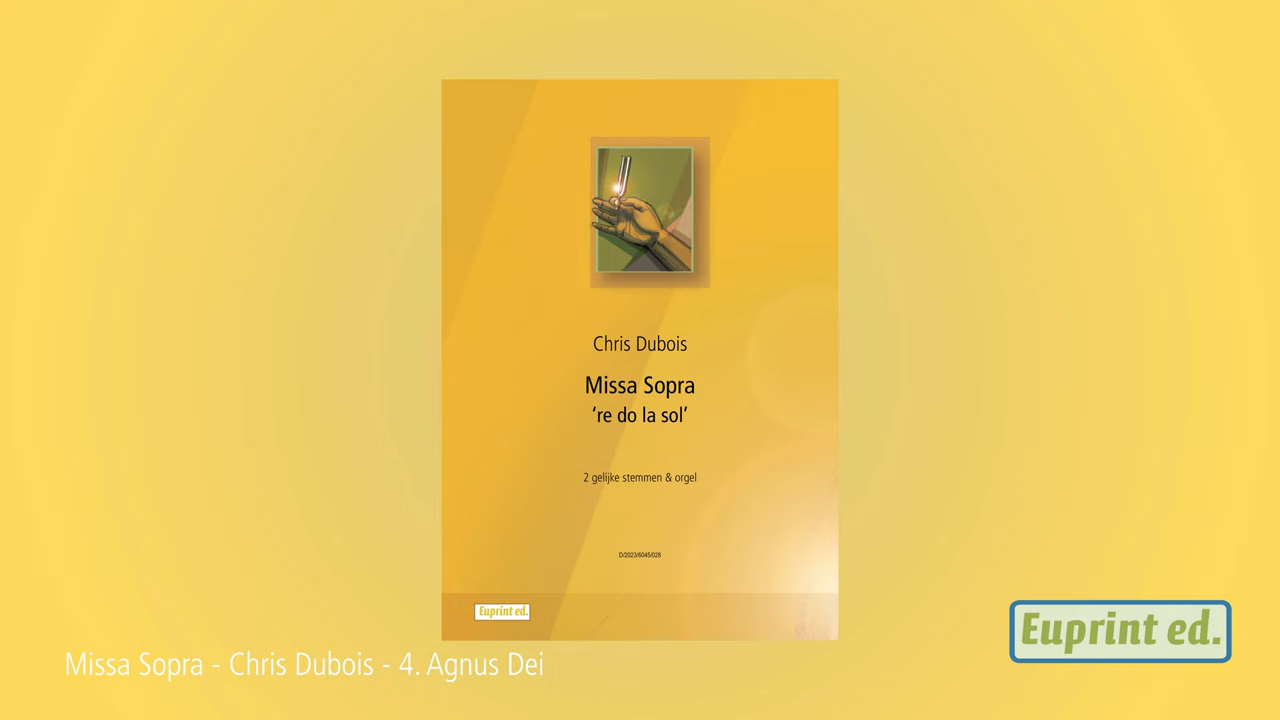 Chris Dubois
Missa Sopra
‘re do la sol’
2 gelijke stemmen & orgel
D/2023/6045/028
Euprint ed.
Missa Sopra - Chris Dubois - 4. Agnus Dei
Euprint ed.